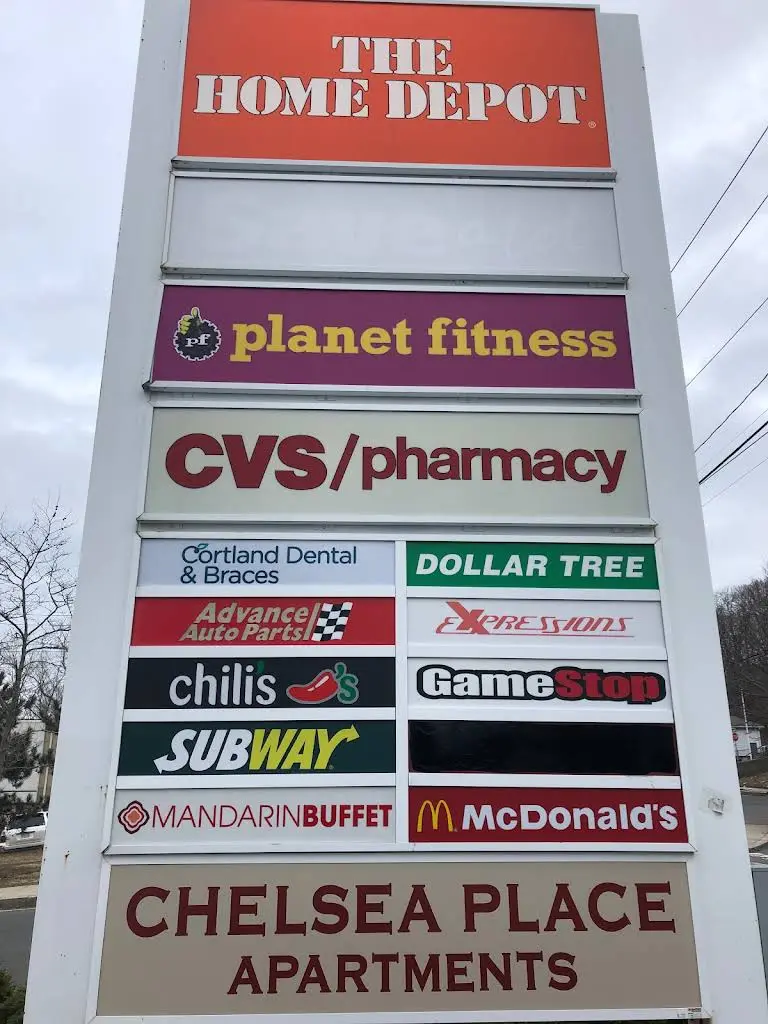 THE
HOME DEPOT
pf planet fitness
CVS/pharmacy
Cortland Dental
& Braces
DOLLAR TREE
Advance
Auto Parts
EXPRESSIONS
chili's
GameStop
SUBWAY
MANDARINBUFFET
McDonald's
CHELSEA PLACE
APARTMENTS